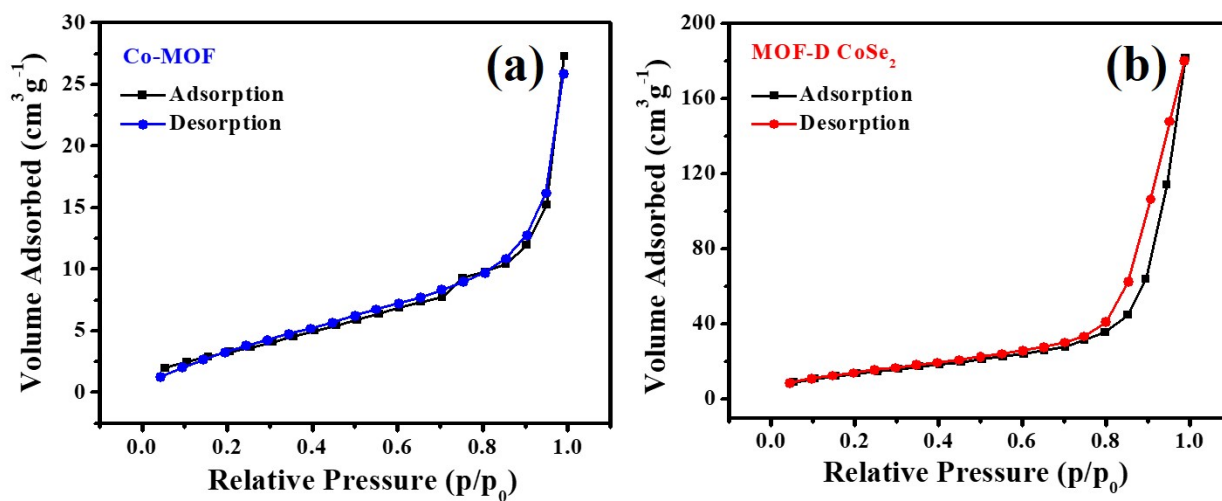 Co-MOF
(a)
Adsorption
Desorption
Volume Adsorbed (cm³ g⁻¹)
30
25
20
15
10
5
0
0.0 0.2 0.4 0.6 0.8 1.0
Relative Pressure (p/p₀)
MOF-D CoSe₂
(b)
Adsorption
Desorption
Volume Adsorbed (cm³ g⁻¹)
200
160
120
80
40
0
0.0 0.2 0.4 0.6 0.8 1.0
Relative Pressure (p/p₀)